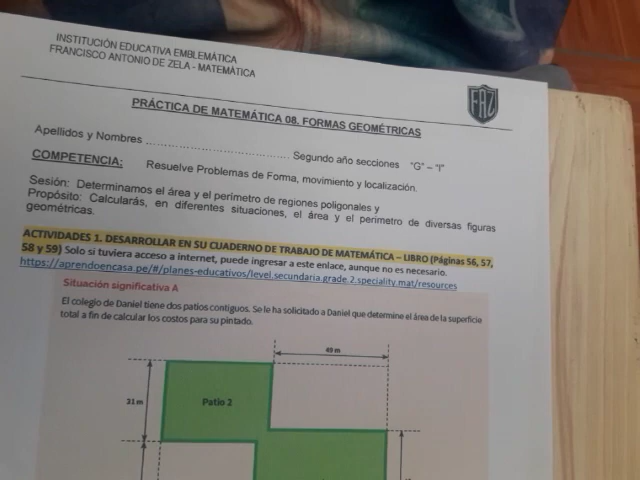 INSTITUCIÓN EDUCATIVA EMBLEMÁTICA
FRANCISCO ANTONIO DE ZELA - MATEMÁTICA
FAZ
PRÁCTICA DE MATEMÁTICA 08. FORMAS GEOMÉTRICAS
Apellidos y Nombres ........................................ Segundo año secciones "G" – "I"
COMPETENCIA: Resuelve Problemas de Forma, movimiento y localización.
Sesión: Determinamos el área y el perímetro de regiones poligonales y
Propósito: Calcularás, en diferentes situaciones, el área y el perímetro de diversas figuras
geométricas.
ACTIVIDADES 1. DESARROLLAR EN SU CUADERNO DE TRABAJO DE MATEMÁTICA – LIBRO (Páginas 56, 57,
58 y 59) Solo si tuviera acceso a internet, puede ingresar a este enlace, aunque no es necesario.
https://aprendoencasa.pe/#/planes-educativos/level.secundaria.grade.2.speciality.mat/resources
Situación significativa A
El colegio de Daniel tiene dos patios contiguos. Se le ha solicitado a Daniel que determine el área de la superficie
total a fin de calcular los costos para su pintado.
49 m
31 m
Patio 2